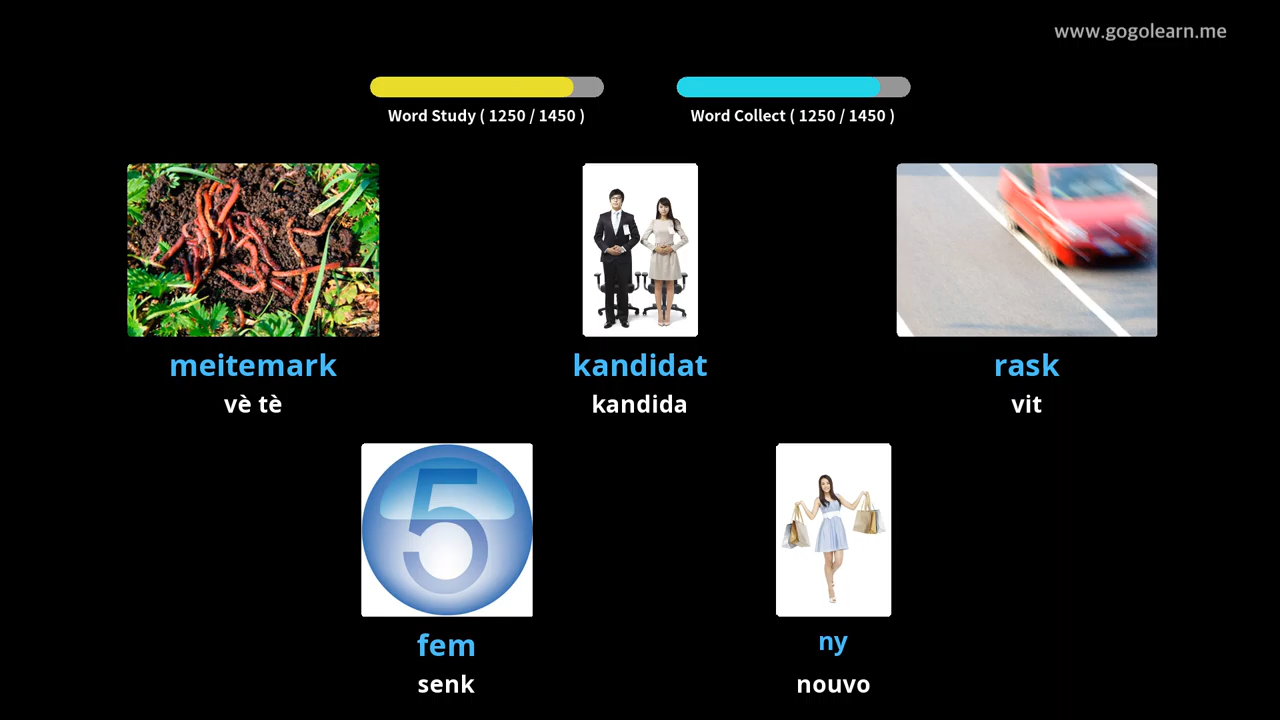 www.gogolearn.me
Word Study ( 1250 / 1450 )
Word Collect ( 1250 / 1450 )
meitemark
vè tè
kandidat
kandida
rask
vit
5
fem
senk
ny
nouvo